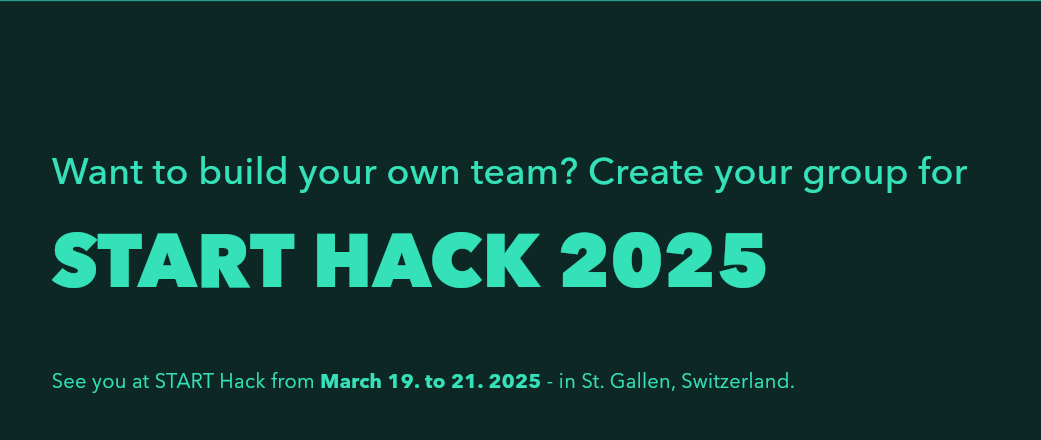 Want to build your own team? Create your group for
START HACK 2025
See you at START Hack from March 19. to 21. 2025 - in St. Gallen, Switzerland.